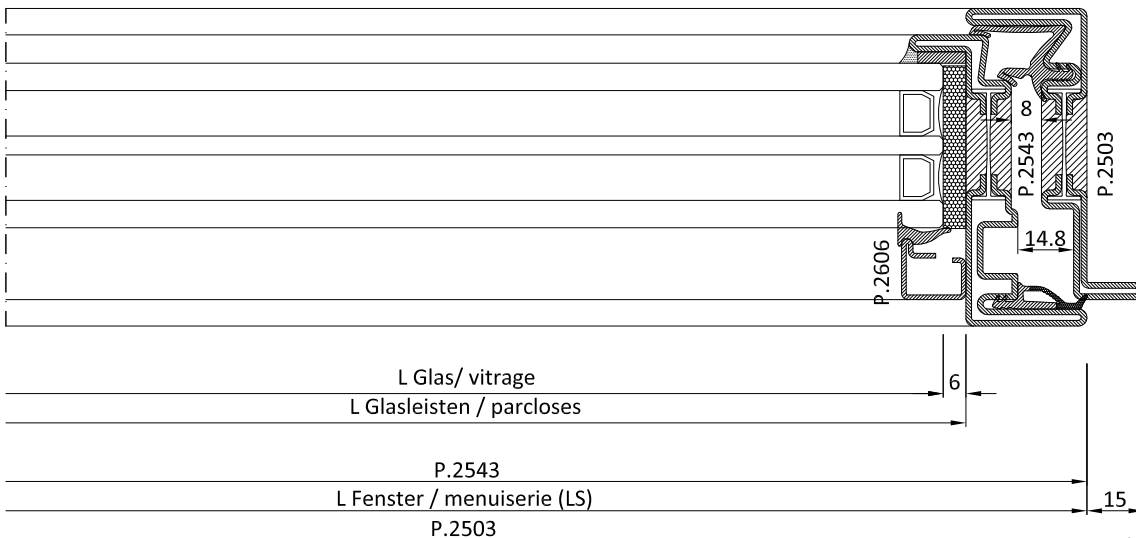 8
P.2543
P.2503
14.8
P.2606
L Glas/ vitrage
6
L Glasleisten / parcloses
P.2543
L Fenster / menuiserie (LS)
15
P.2503